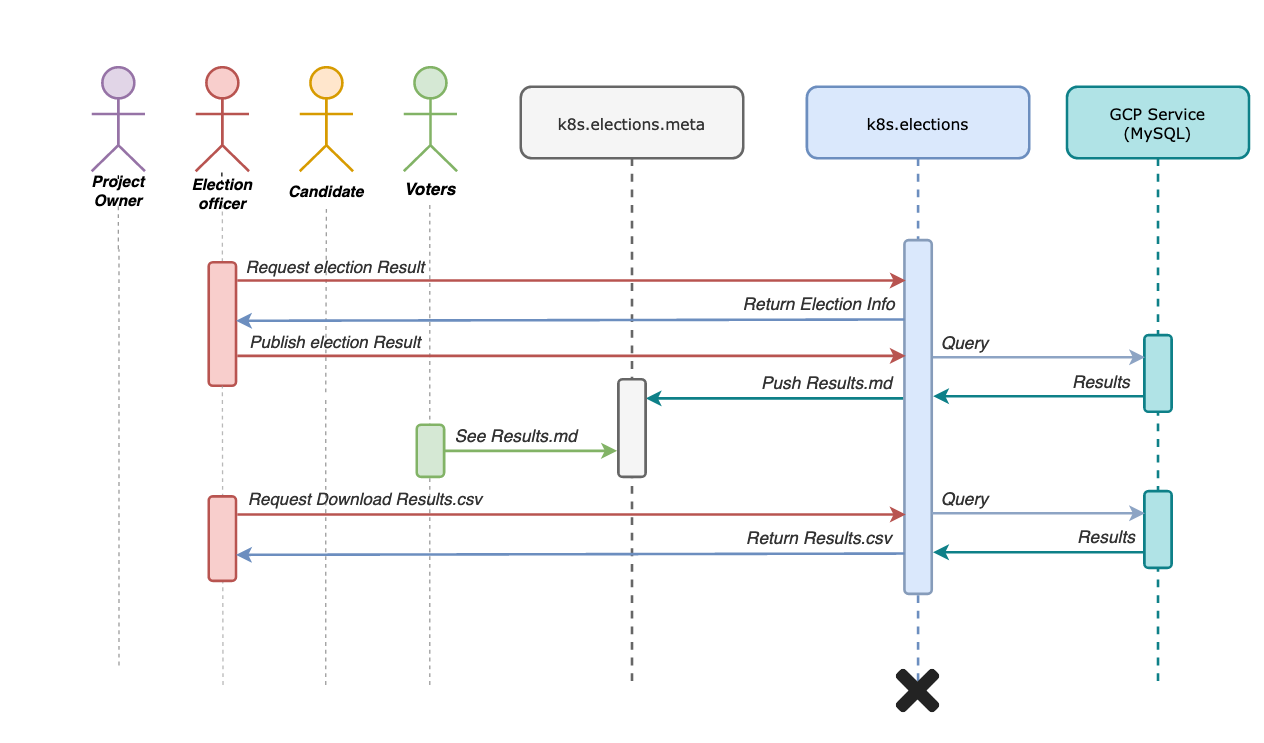 Project
Owner
Election
officer
Candidate
Voters
k8s.elections.meta
k8s.elections
GCP Service
(MySQL)
Request election Result
Return Election Info
Publish election Result
Query
Push Results.md
Results
See Results.md
Request Download Results.csv
Query
Return Results.csv
Results